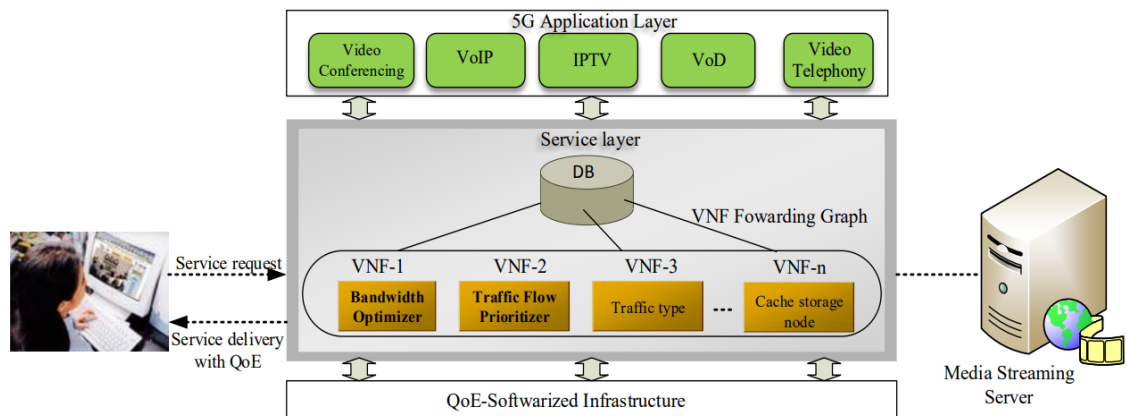 5G Application Layer
Video
Conferencing
VoIP
IPTV
VoD
Video
Telephony
Service layer
DB
VNF Fowarding Graph
Service request
Service delivery
with QoE
VNF-1
VNF-2
VNF-3
VNF-n
Bandwidth
Optimizer
Traffic Flow
Prioritizer
Traffic type
...
Cache storage
node
Media Streaming
Server
QoE-Softwarized Infrastructure